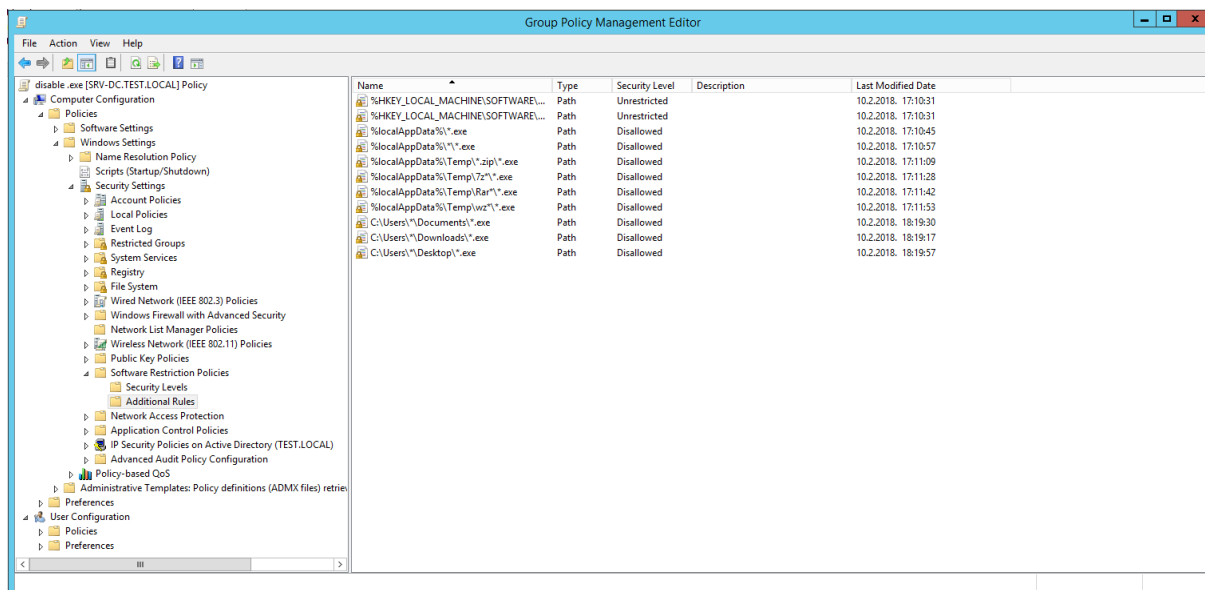 Group Policy Management Editor
File Action View Help
disable .exe [SRV-DC.TEST.LOCAL] Policy
Computer Configuration
Policies
Software Settings
Windows Settings
Name Resolution Policy
Scripts (Startup/Shutdown)
Security Settings
Account Policies
Local Policies
Event Log
Restricted Groups
System Services
Registry
File System
Wired Network (IEEE 802.3) Policies
Windows Firewall with Advanced Security
Network List Manager Policies
Wireless Network (IEEE 802.11) Policies
Public Key Policies
Software Restriction Policies
Security Levels
Additional Rules
Network Access Protection
Application Control Policies
IP Security Policies on Active Directory (TEST.LOCAL)
Advanced Audit Policy Configuration
Policy-based QoS
Administrative Templates: Policy definitions (ADMX files) retriev
Preferences
User Configuration
Policies
Preferences
Name Type Security Level Description Last Modified Date
%HKEY_LOCAL_MACHINE\SOFTWARE\... Path Unrestricted 10.2.2018. 17:10:31
%HKEY_LOCAL_MACHINE\SOFTWARE\... Path Unrestricted 10.2.2018. 17:10:31
%localAppData%\*.exe Path Disallowed 10.2.2018. 17:10:45
%localAppData%\*\*.exe Path Disallowed 10.2.2018. 17:10:57
%localAppData%\Temp\*.zip\*.exe Path Disallowed 10.2.2018. 17:11:09
%localAppData%\Temp\7z*\*.exe Path Disallowed 10.2.2018. 17:11:28
%localAppData%\Temp\Rar*\*.exe Path Disallowed 10.2.2018. 17:11:42
%localAppData%\Temp\wz*\*.exe Path Disallowed 10.2.2018. 17:11:53
C:\Users\*\Documents\*.exe Path Disallowed 10.2.2018. 18:19:30
C:\Users\*\Downloads\*.exe Path Disallowed 10.2.2018. 18:19:17
C:\Users\*\Desktop\*.exe Path Disallowed 10.2.2018. 18:19:57